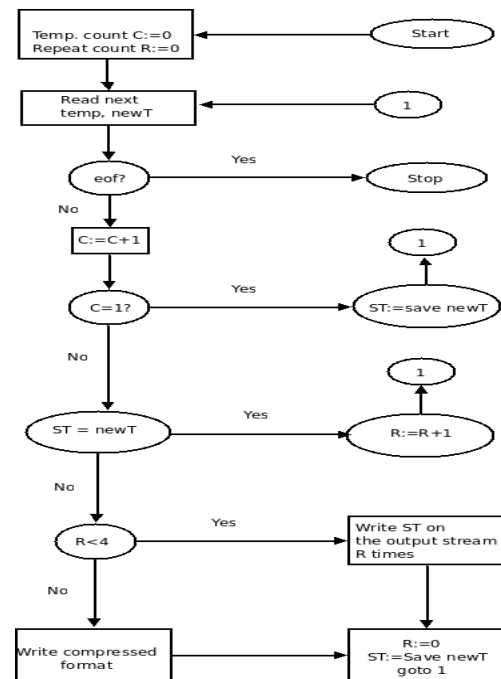 Temp. count C:=0
Repeat count R:=0
Start
Read next
temp, newT
1
eof?
Yes
Stop
No
C:=C+1
1
C=1?
Yes
ST:=save newT
No
1
ST = newT
Yes
R:=R+1
No
R<4
Yes
Write ST on
the output stream
R times
No
Write compressed
format
R:=0
ST:=Save newT
goto 1